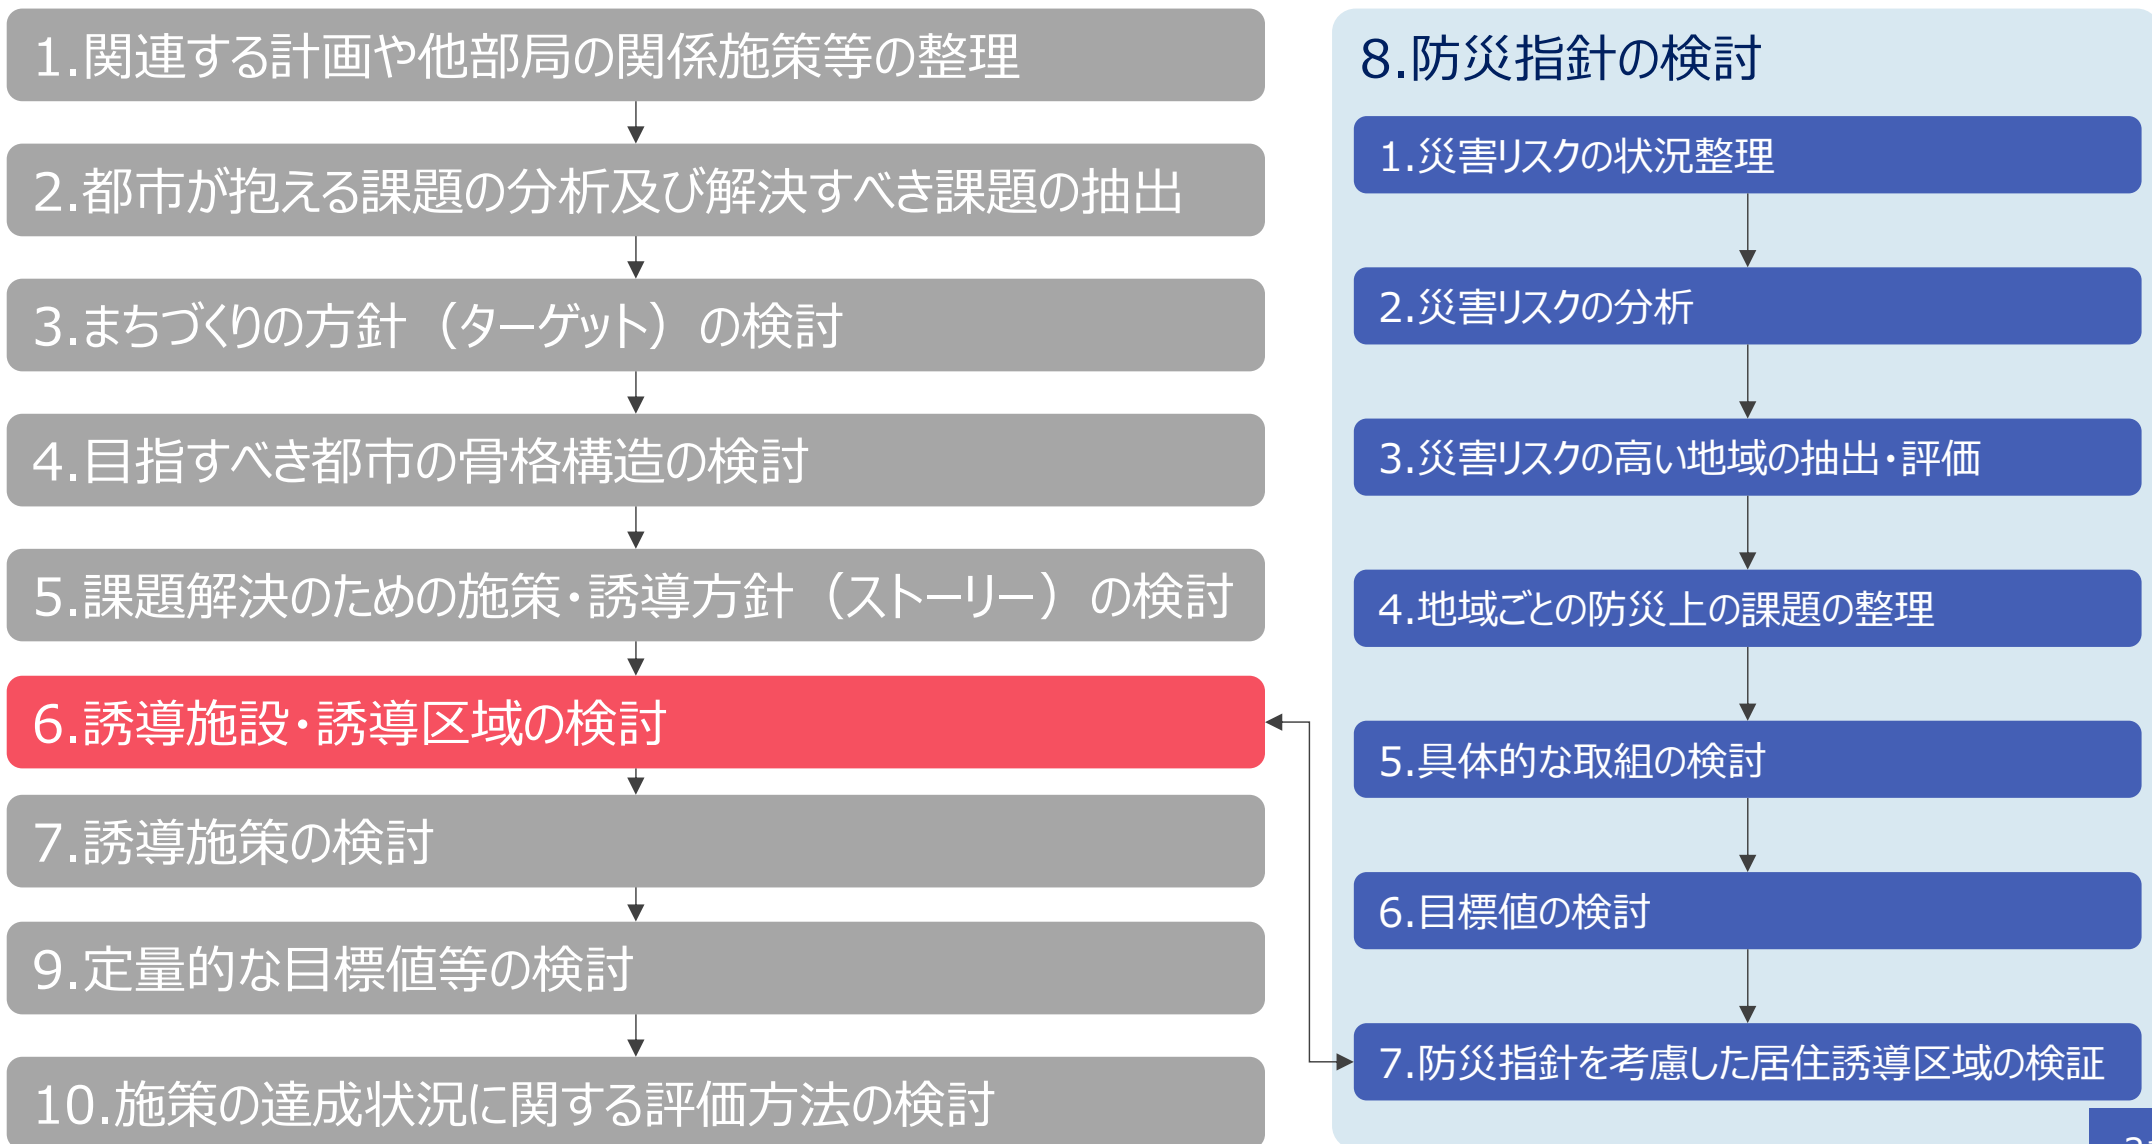 1.関連する計画や他部局の関係施策等の整理
2.都市が抱える課題の分析及び解決すべき課題の抽出
3.まちづくりの方針（ターゲット）の検討
4.目指すべき都市の骨格構造の検討
5.課題解決のための施策・誘導方針（ストーリー）の検討
6.誘導施設・誘導区域の検討
7.誘導施策の検討
9.定量的な目標値等の検討
10.施策の達成状況に関する評価方法の検討
8.防災指針の検討
1.災害リスクの状況整理
2.災害リスクの分析
3.災害リスクの高い地域の抽出・評価
4.地域ごとの防災上の課題の整理
5.具体的な取組の検討
6.目標値の検討
7.防災指針を考慮した居住誘導区域の検証